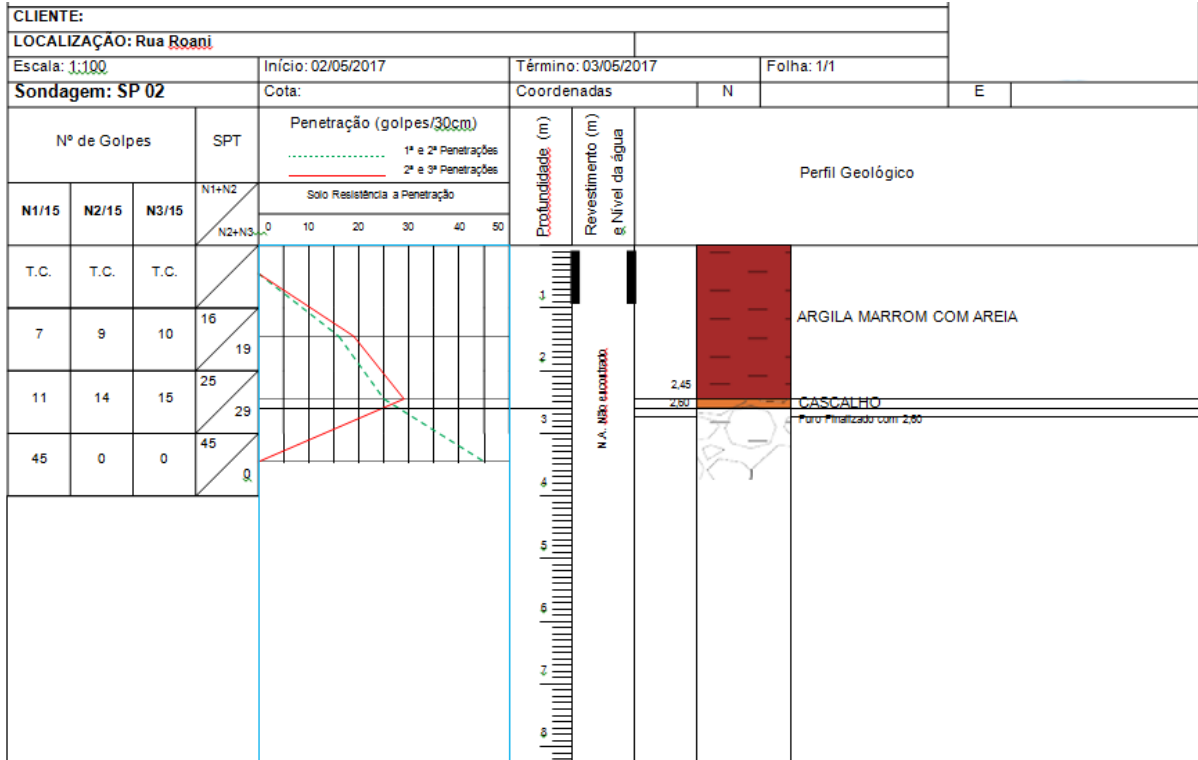 CLIENTE:
LOCALIZAÇÃO: Rua Roani
Escala: 1:100 Início: 02/05/2017 Término: 03/05/2017 Folha: 1/1
Sondagem: SP 02 Cota: Coordenadas N E
Nº de Golpes SPT Penetração (golpes/30cm)
1ª e 2ª Penetrações
2ª e 3ª Penetrações
Profundidade (m)
Revestimento (m)
e Nível da água
Perfil Geológico
N1/15 N2/15 N3/15 N1+N2
N2+N3
Solo Resistência a Penetração
0 10 20 30 40 50
T.C. T.C. T.C.
7 9 10 16
19
11 14 15 25
29
45 0 0 45
0
1
2
3
4
5
6
7
8
N.A. Não encontrado
ARGILA MARROM COM AREIA
2,45
2,60 CASCALHO
Furo Finalizado com 2,60